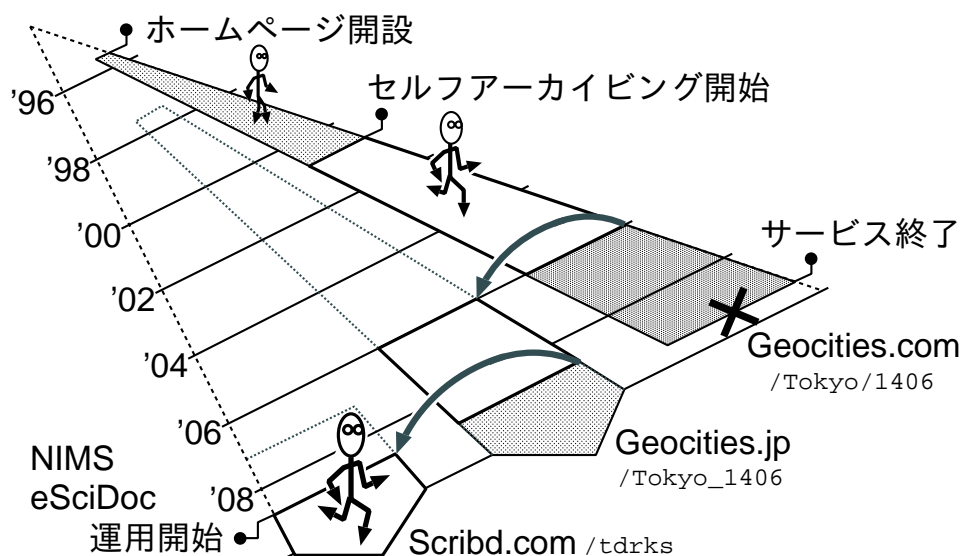 ホームページ開設
セルフアーカイビング開始
サービス終了
'96
'98
'00
'02
'04
'06
'08
Geocities.com
/Tokyo/1406
Geocities.jp
/Tokyo_1406
NIMS
eSciDoc
運用開始
Scribd.com /tdrks